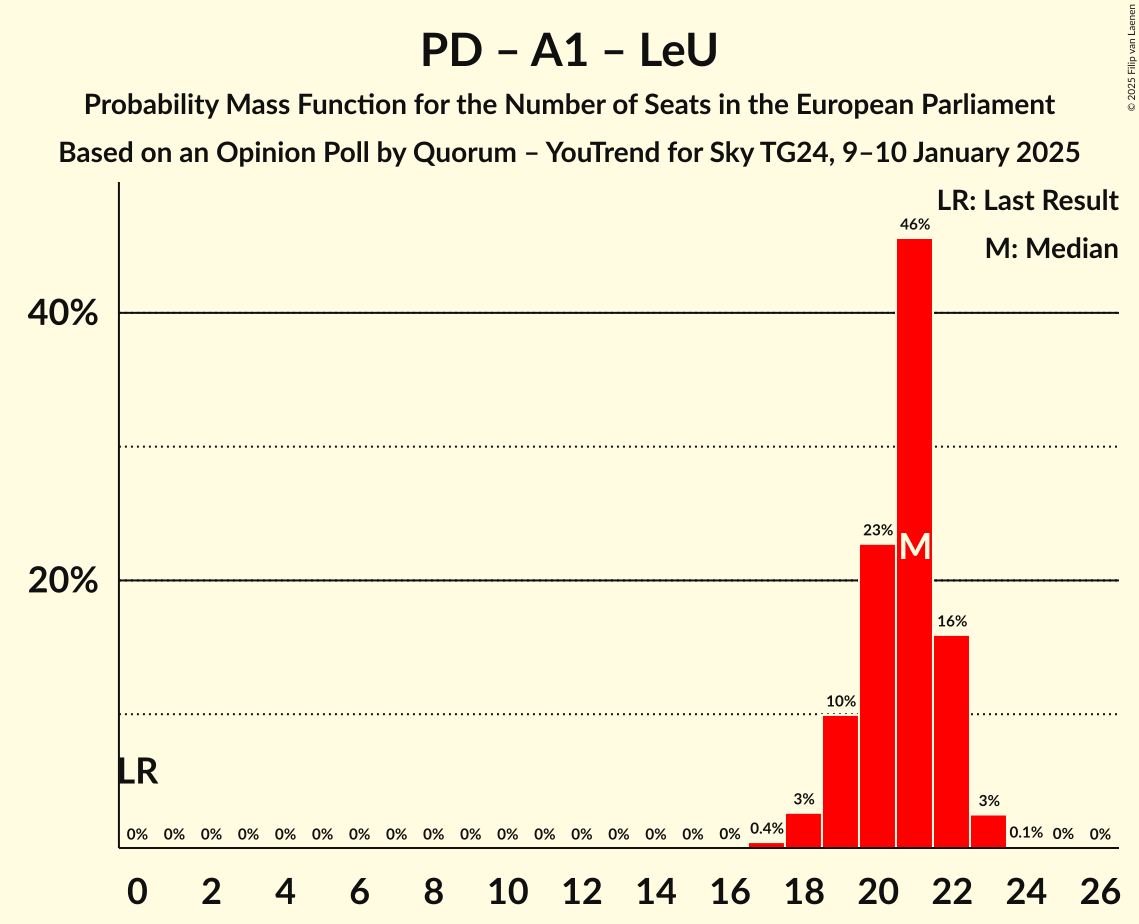 PD – A1 – LeU
Probability Mass Function for the Number of Seats in the European Parliament
Based on an Opinion Poll by Quorum – YouTrend for Sky TG24, 9–10 January 2025
© 2025 Filip van Laenen
LR: Last Result
M: Median
46%
40%
23%
M
20%
16%
10%
LR
3%
3%
0% 0% 0% 0% 0% 0% 0% 0% 0% 0% 0% 0% 0% 0% 0% 0% 0% 0.4% 0.1% 0% 0%
0 2 4 6 8 10 12 14 16 18 20 22 24 26